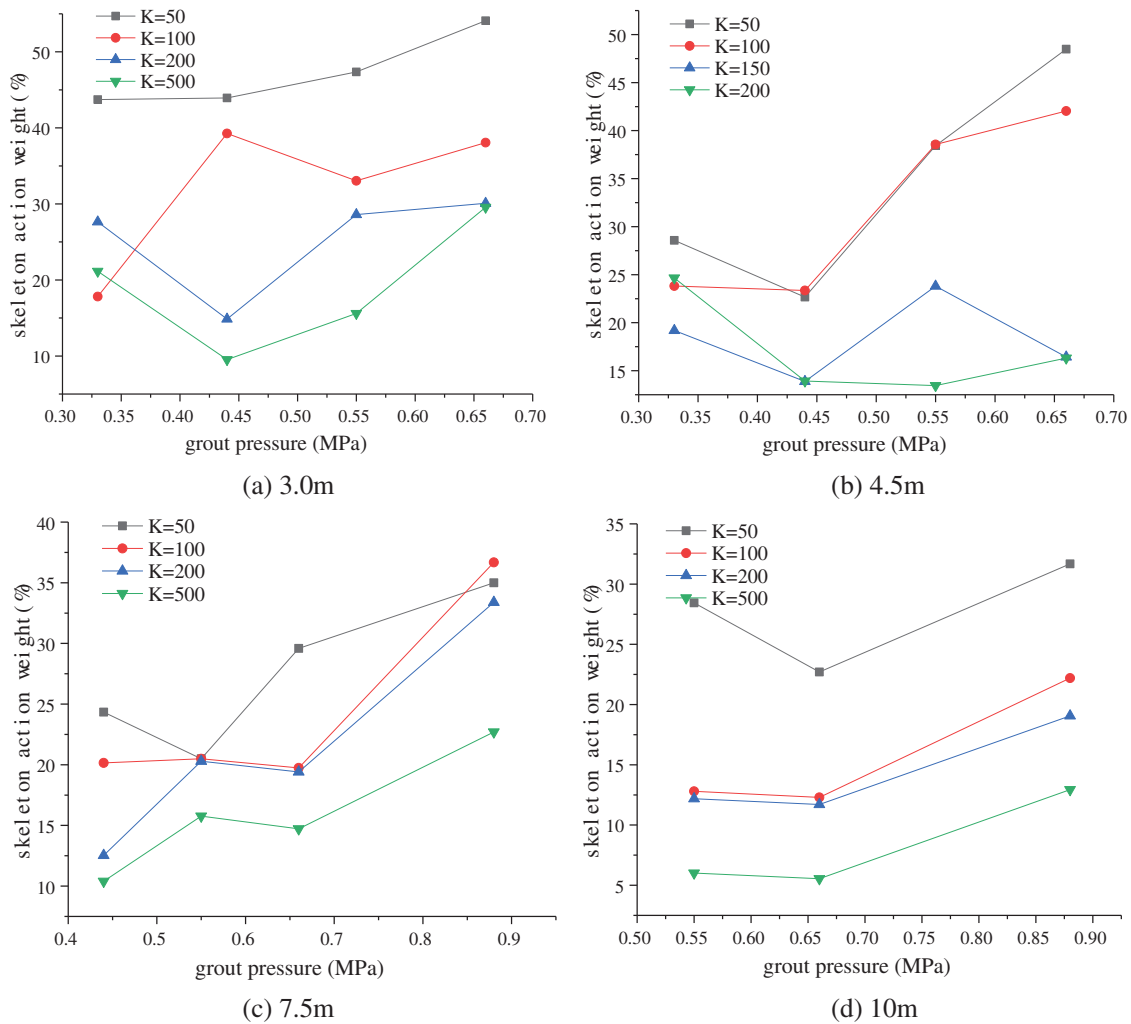 K=50
K=100
K=200
K=500
50
40
30
20
10
skeleton action weight (%)
0.30 0.35 0.40 0.45 0.50 0.55 0.60 0.65 0.70
grout pressure (MPa)
(a) 3.0m
K=50
K=100
K=150
K=200
50
45
40
35
30
25
20
15
skeleton action weight (%)
0.30 0.35 0.40 0.45 0.50 0.55 0.60 0.65 0.70
grout pressure (MPa)
(b) 4.5m
K=50
K=100
K=200
K=500
40
35
30
25
20
15
10
skeleton action weight (%)
0.4 0.5 0.6 0.7 0.8 0.9
grout pressure (MPa)
(c) 7.5m
K=50
K=100
K=200
K=500
35
30
25
20
15
10
5
skeleton action weight (%)
0.50 0.55 0.60 0.65 0.70 0.75 0.80 0.85 0.90
grout pressure (MPa)
(d) 10m